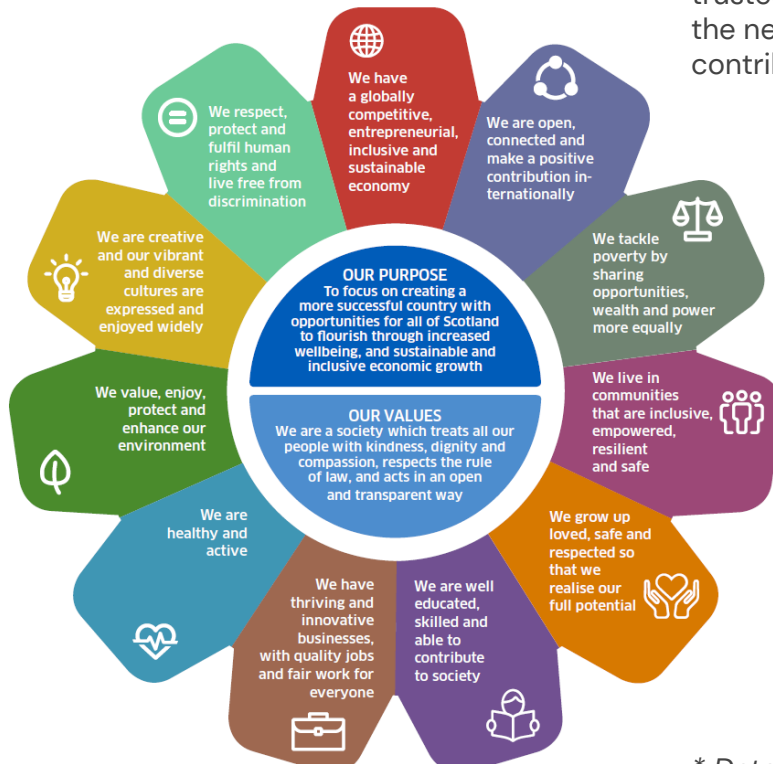 We have
a globally
competitive,
entrepreneurial,
inclusive and
sustainable
economy
We are open,
connected and
make a positive
contribution in-
ternationally
We tackle
poverty by
sharing
opportunities,
wealth and power
more equally
We live in
communities
that are inclusive,
empowered,
resilient
and safe
We grow up
loved, safe and
respected so
that we
realise our
full potential
We are well
educated,
skilled and
able to
contribute
to society
We have
thriving and
innovative
businesses,
with quality jobs
and fair work for
everyone
We are
healthy and
active
We value, enjoy,
protect and
enhance our
environment
We are creative
and our vibrant
and diverse
cultures are
expressed and
enjoyed widely
We respect,
protect and
fulfil human
rights and
live free from
discrimination
OUR PURPOSE
To focus on creating a
more successful country with
opportunities for all of Scotland
to flourish through increased
wellbeing, and sustainable and
inclusive economic growth
OUR VALUES
We are a society which treats all our
people with kindness, dignity and
compassion, respects the rule
of law, and acts in an open
and transparent way
the ne